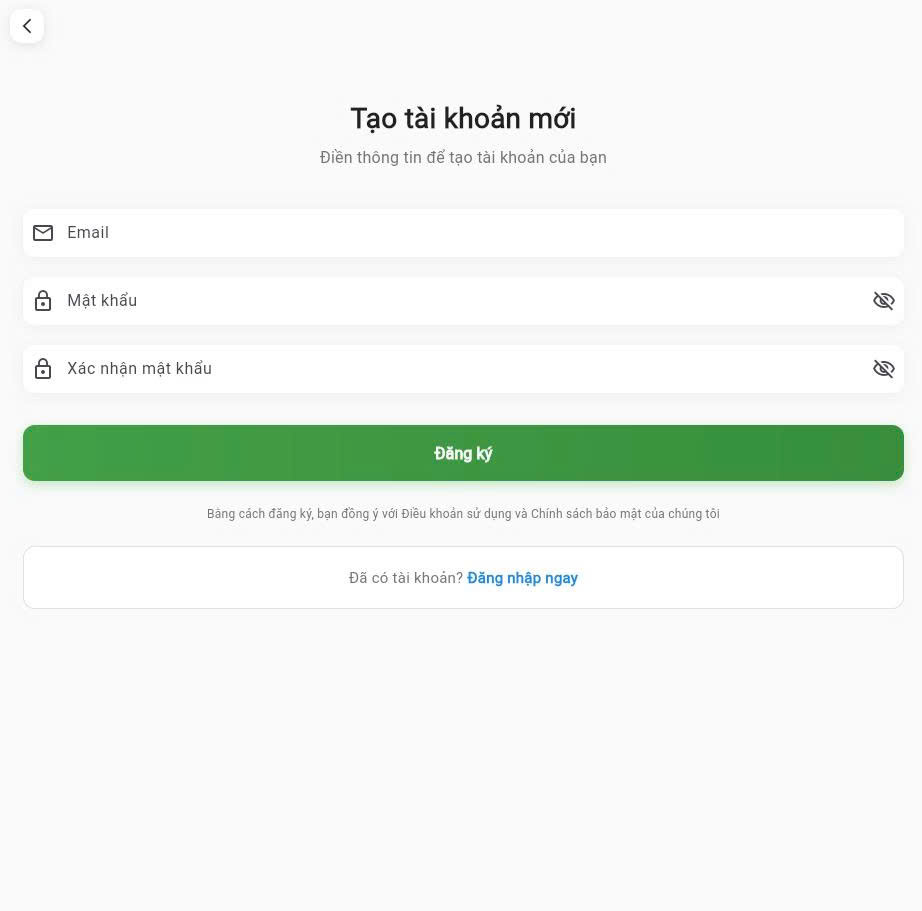 Tạo tài khoản mới
Điền thông tin để tạo tài khoản của bạn
Email
Mật khẩu
Xác nhận mật khẩu
Đăng ký
Bằng cách đăng ký, bạn đồng ý với Điều khoản sử dụng và Chính sách bảo mật của chúng tôi
Đã có tài khoản? Đăng nhập ngay